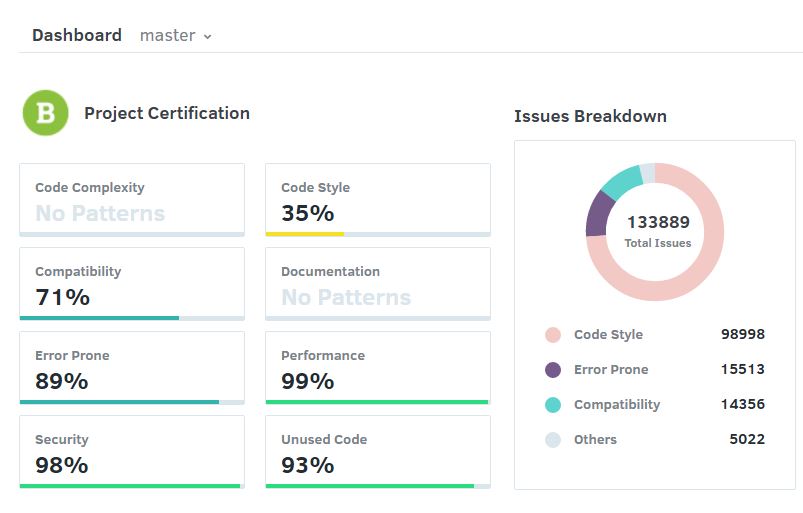 Dashboard master
B Project Certification
Code Complexity
No Patterns
Code Style
35%
Compatibility
71%
Documentation
No Patterns
Error Prone
89%
Performance
99%
Security
98%
Unused Code
93%
Issues Breakdown
133889
Total Issues
Code Style 98998
Error Prone 15513
Compatibility 14356
Others 5022